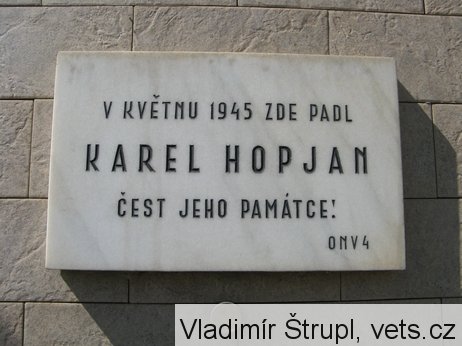 V KVĚTNU 1945 ZDE PADL
KAREL HOPJAN
ČEST JEHO PAMÁTCE!
ONV4
Vladimír Štrupl, vets.cz